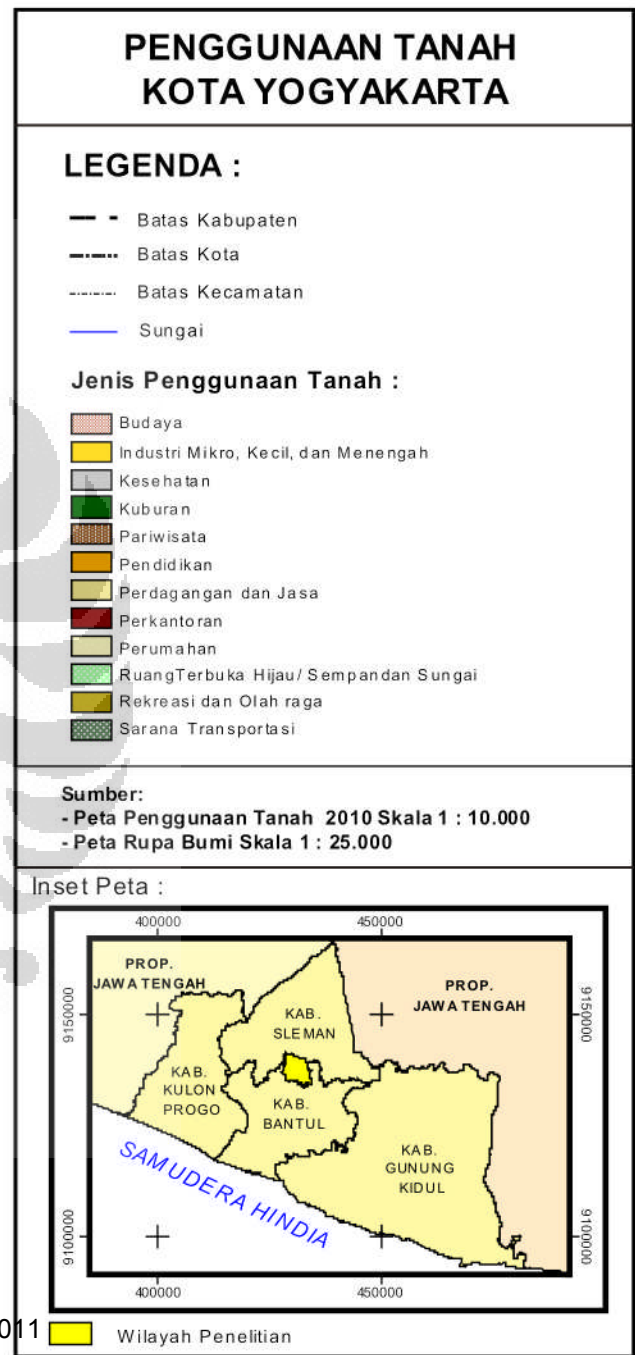 PENGGUNAAN TANAH
KOTA YOGYAKARTA
LEGENDA :
Batas Kabupaten
Batas Kota
Batas Kecamatan
Sungai
Jenis Penggunaan Tanah :
Budaya
Industri Mikro, Kecil, dan Menengah
Kesehatan
Kuburan
Pariwisata
Pendidikan
Perdagangan dan Jasa
Perkantoran
Perumahan
RuangTerbuka Hijau/ Sempandan Sungai
Rekreasi dan Olah raga
Sarana Transportasi
Sumber:
- Peta Penggunaan Tanah 2010 Skala 1 : 10.000
- Peta Rupa Bumi Skala 1 : 25.000
Inset Peta :
400000 450000
PROP.
JAWA TENGAH
PROP.
JAWA TENGAH
9150000
9150000
KAB.
SLEMAN
KAB.
KULON
PROGO
KAB.
BANTUL
KAB.
GUNUNG
KIDUL
SAMUDERA HINDIA
9100000
9100000
400000 450000
011
Wilayah Penelitian